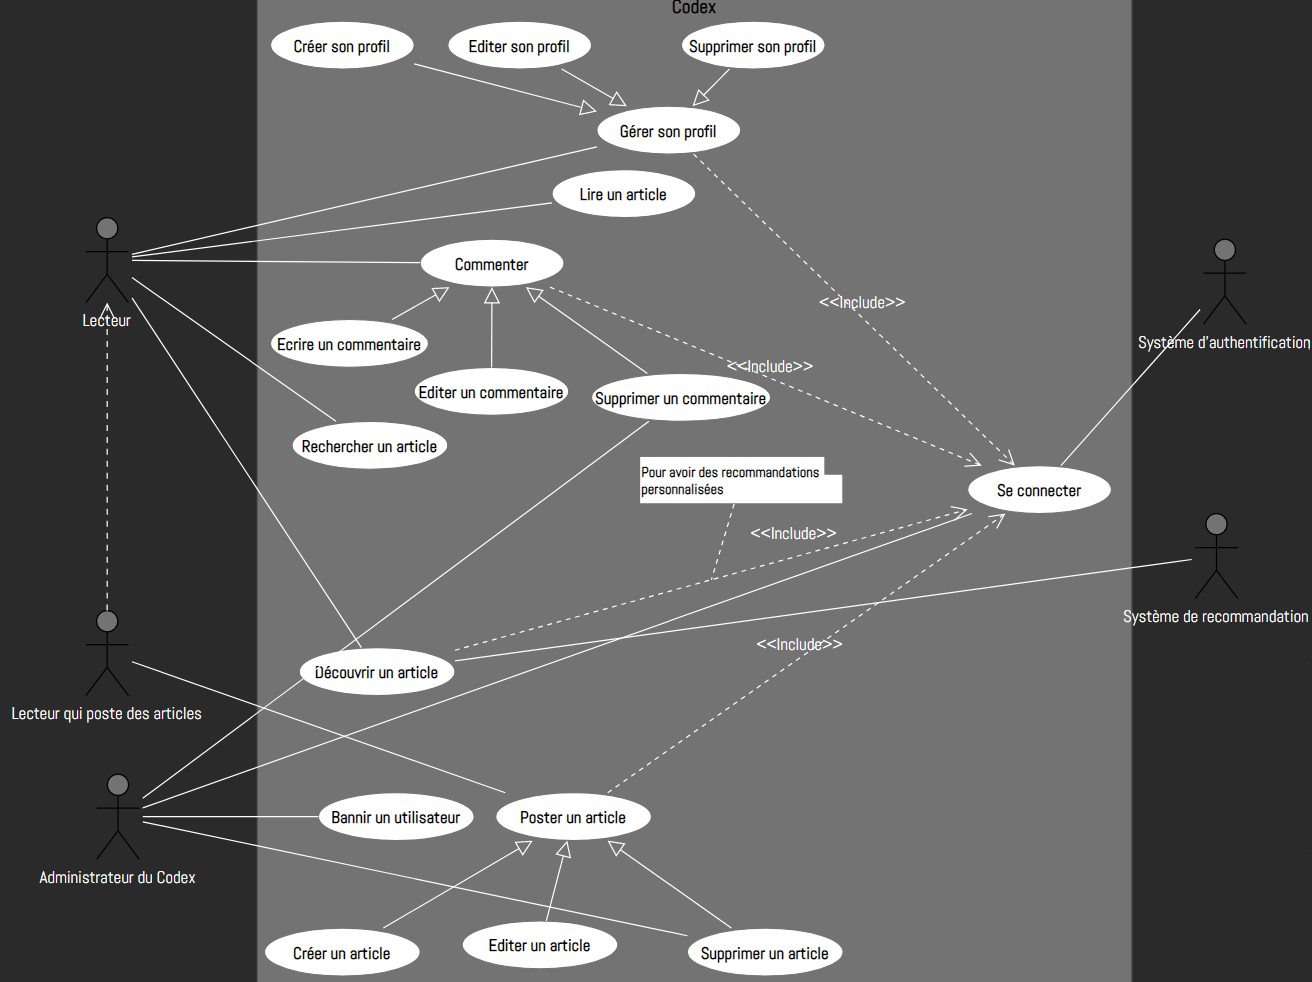 Codex
Créer son profil
Editer son profil
Supprimer son profil
Gérer son profil
Lire un article
Commenter
<<Include>>
Lecteur
Système d'authentification
Ecrire un commentaire
<<Include>>
Editer un commentaire
Supprimer un commentaire
Rechercher un article
Pour avoir des recommandations
personnalisées
Se connecter
<<Include>>
Système de recommandation
<<Include>>
Découvrir un article
Lecteur qui poste des articles
Bannir un utilisateur
Poster un article
Administrateur du Codex
Créer un article
Editer un article
Supprimer un article